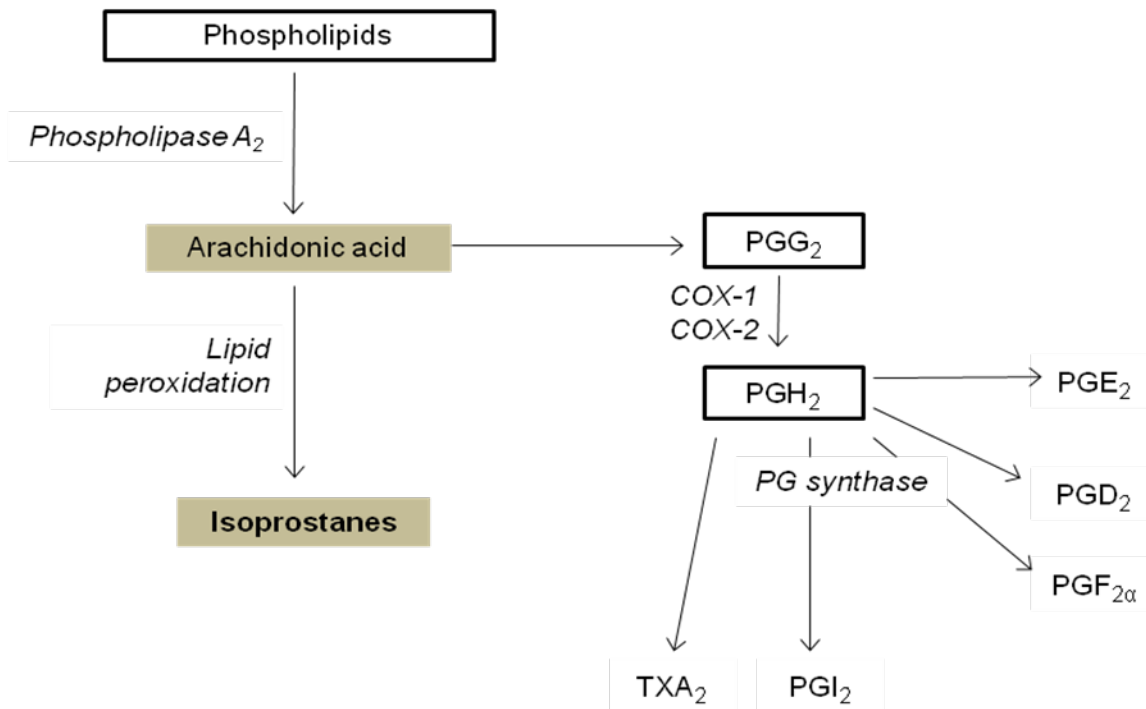 Phospholipids
Phospholipase A₂
Arachidonic acid
PGG₂
COX-1
COX-2
Lipid
peroxidation
PGH₂
PGE₂
PG synthase
PGD₂
Isoprostanes
PGF₂α
TXA₂
PGI₂